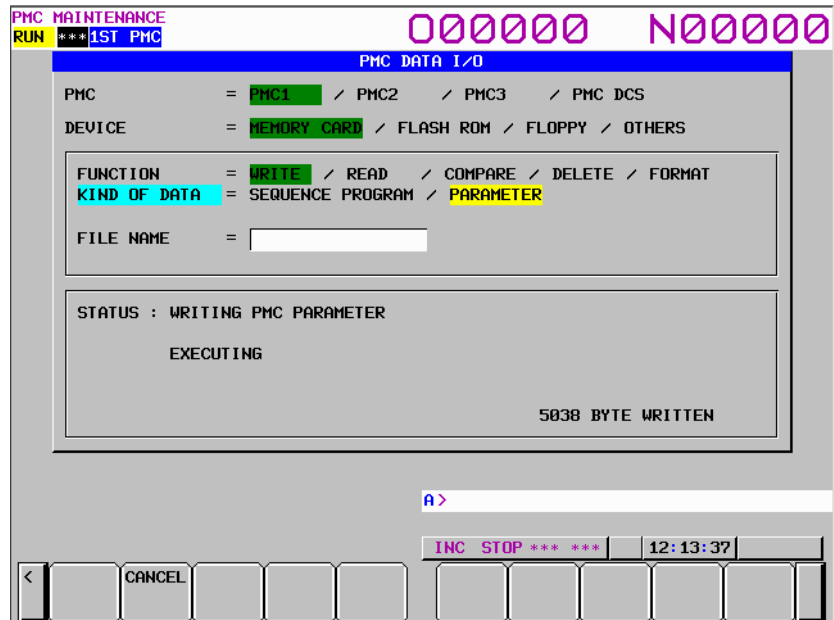 PMC MAINTENANCE
O00000 N00000
RUN ***1ST PMC
PMC DATA I/O
PMC = PMC1 / PMC2 / PMC3 / PMC DCS
DEVICE = MEMORY CARD / FLASH ROM / FLOPPY / OTHERS
FUNCTION = WRITE / READ / COMPARE / DELETE / FORMAT
KIND OF DATA = SEQUENCE PROGRAM / PARAMETER
FILE NAME =
STATUS : WRITING PMC PARAMETER
EXECUTING
5038 BYTE WRITTEN
A>
INC STOP *** *** 12:13:37
< CANCEL